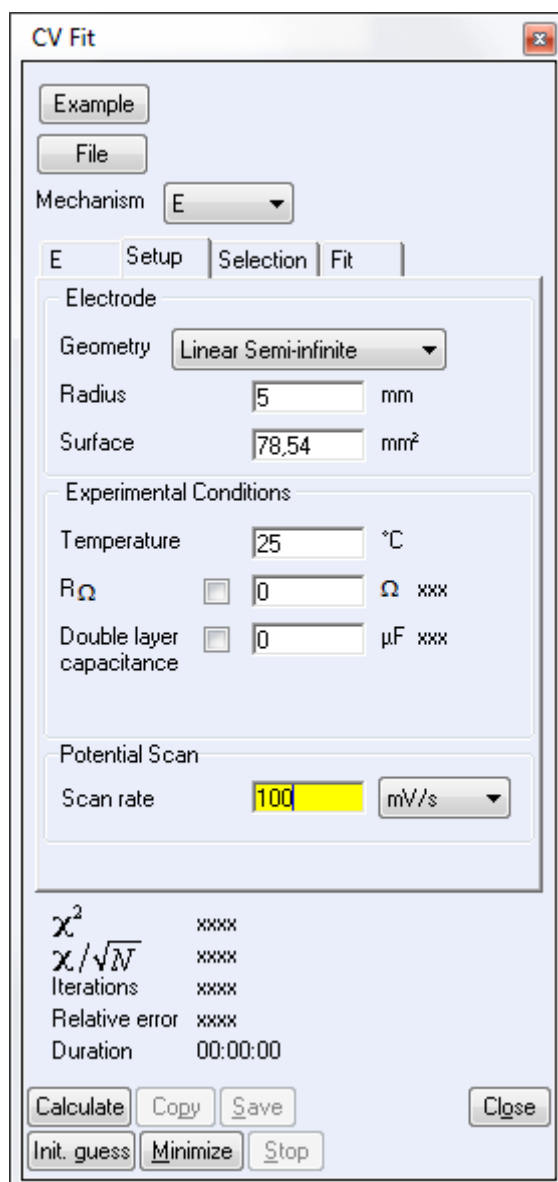 CV Fit
Example
File
Mechanism E
E Setup Selection Fit
Electrode
Geometry Linear Semi-infinite
Radius 5 mm
Surface 78,54 mm²
Experimental Conditions
Temperature 25 °C
RΩ 0 Ω xxx
Double layer 0 µF xxx
capacitance
Potential Scan
Scan rate 100 mV/s
χ² xxxx
χ/√N xxxx
Iterations xxxx
Relative error xxxx
Duration 00:00:00
Calculate Copy Save Close
Init. guess Minimize Stop